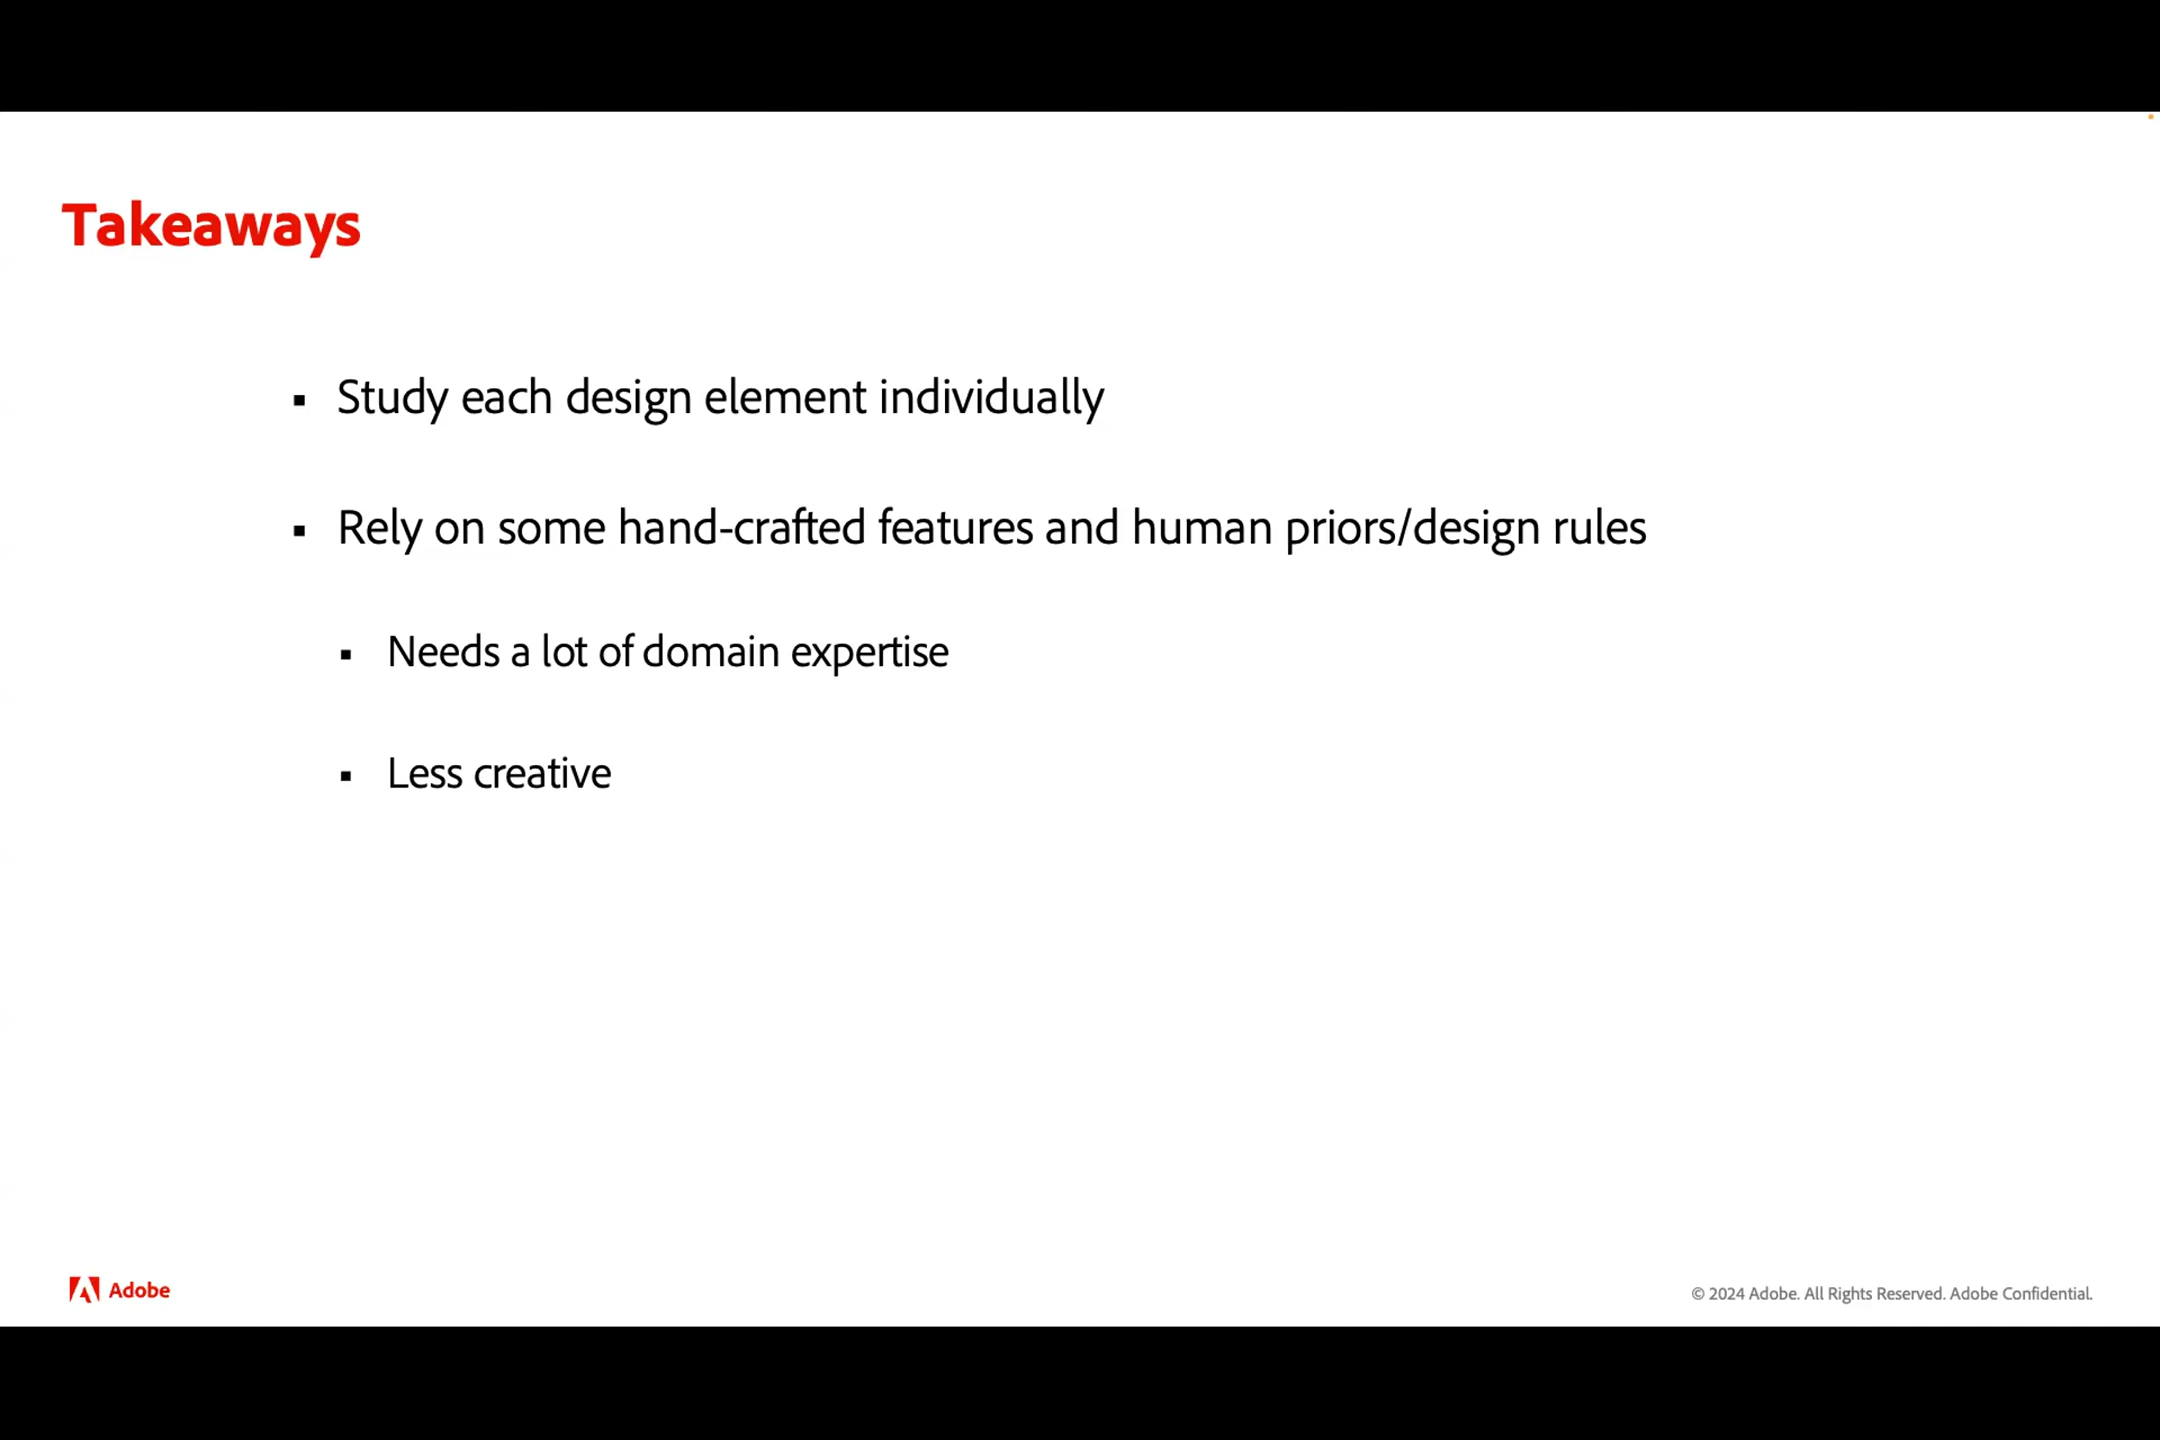 Takeaways
▪ Study each design element individually
▪ Rely on some hand-crafted features and human priors/design rules
▪ Needs a lot of domain expertise
▪ Less creative
Adobe
© 2024 Adobe. All Rights Reserved. Adobe Confidential.